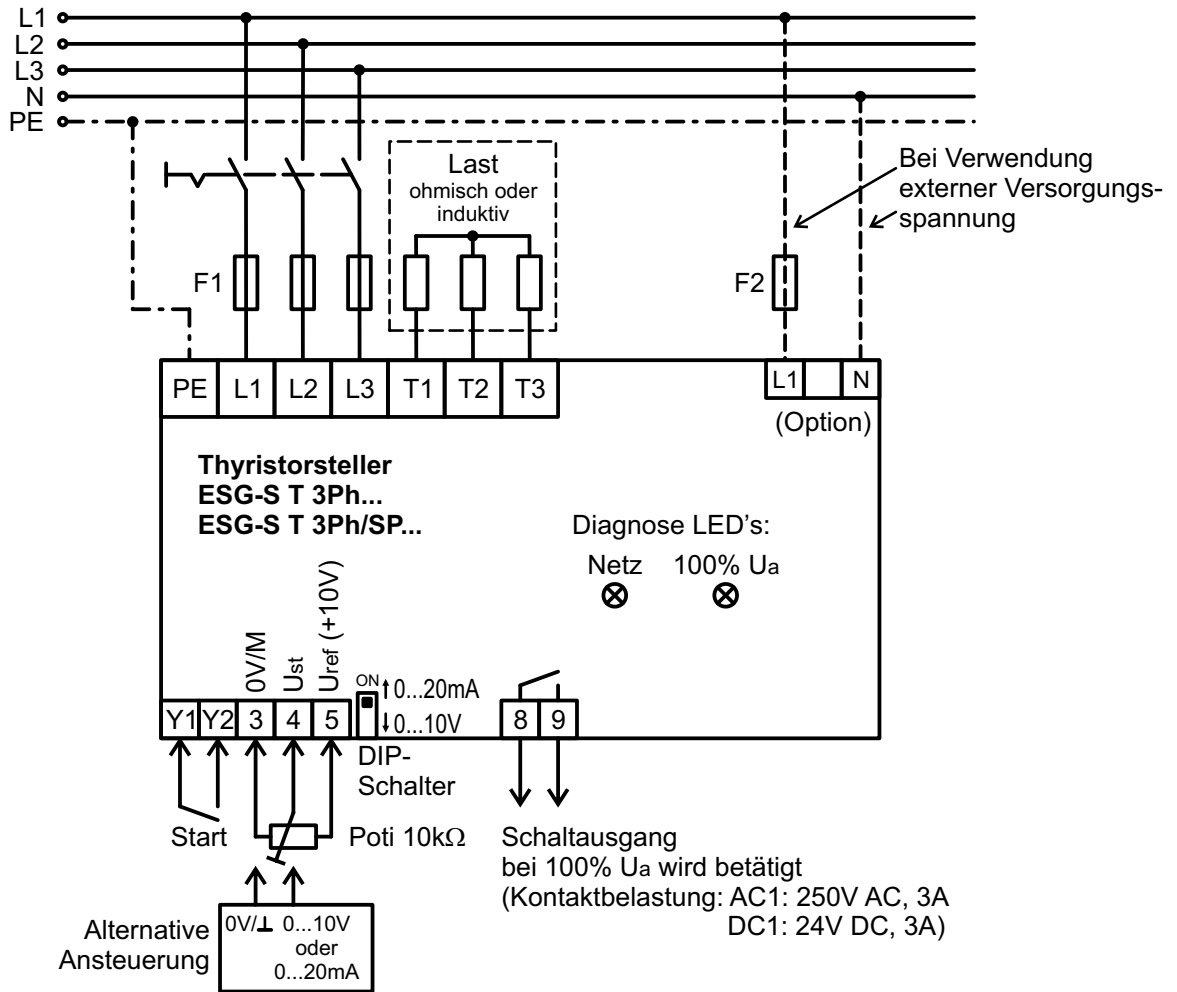 L1
L2
L3
N
PE
Last
ohmisch oder
induktiv
Bei Verwendung
externer Versorgungs-
spannung
F1
F2
PE L1 L2 L3 T1 T2 T3
L1 N
(Option)
Thyristorsteller
ESG-S T 3Ph...
ESG-S T 3Ph/SP...
Diagnose LED's:
Netz 100% Ua
0V/M
Ust
Uref (+10V)
ON
0...20mA
0...10V
Y1 Y2 3 4 5
8 9
DIP-
Schalter
Start
Poti 10kΩ
Schaltausgang
bei 100% Ua wird betätigt
(Kontaktbelastung: AC1: 250V AC, 3A
DC1: 24V DC, 3A)
Alternative
Ansteuerung
0V/⊥ 0...10V
oder
0...20mA